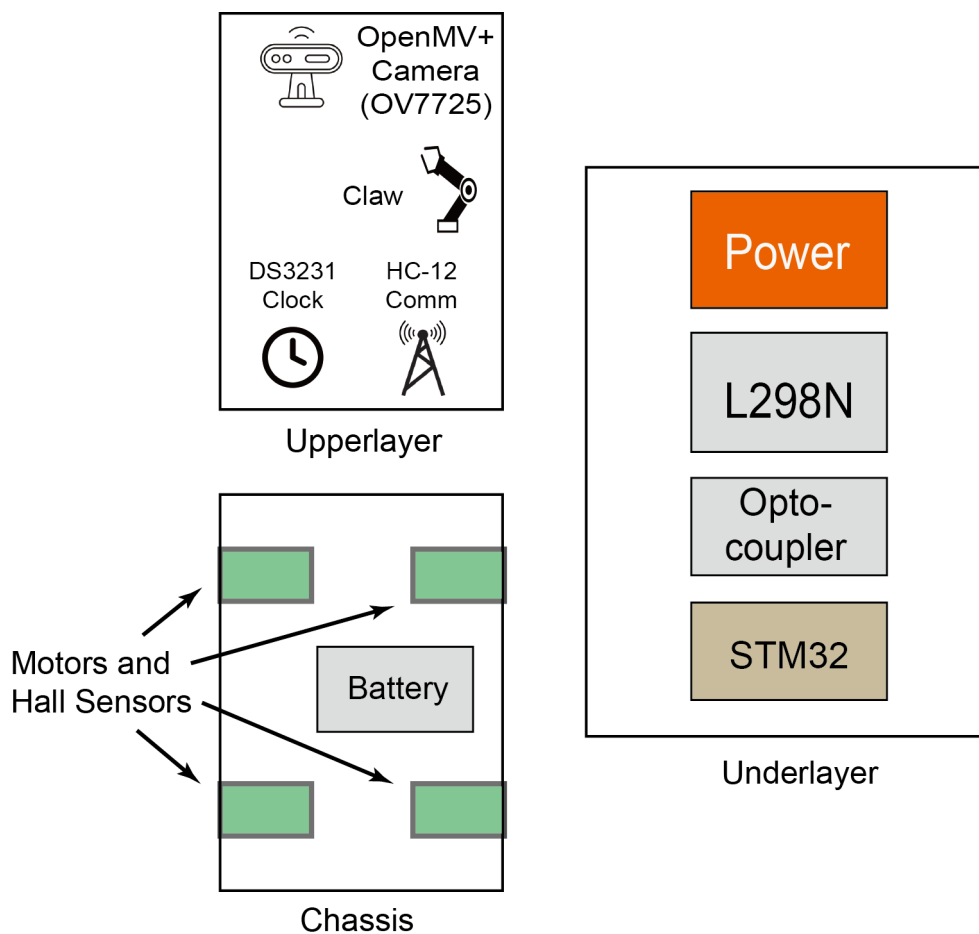 OpenMV+
Camera
(OV7725)
Claw
DS3231
Clock
HC-12
Comm
Upperlayer
Power
L298N
Opto-
coupler
STM32
Underlayer
Motors and
Hall Sensors
Battery
Chassis